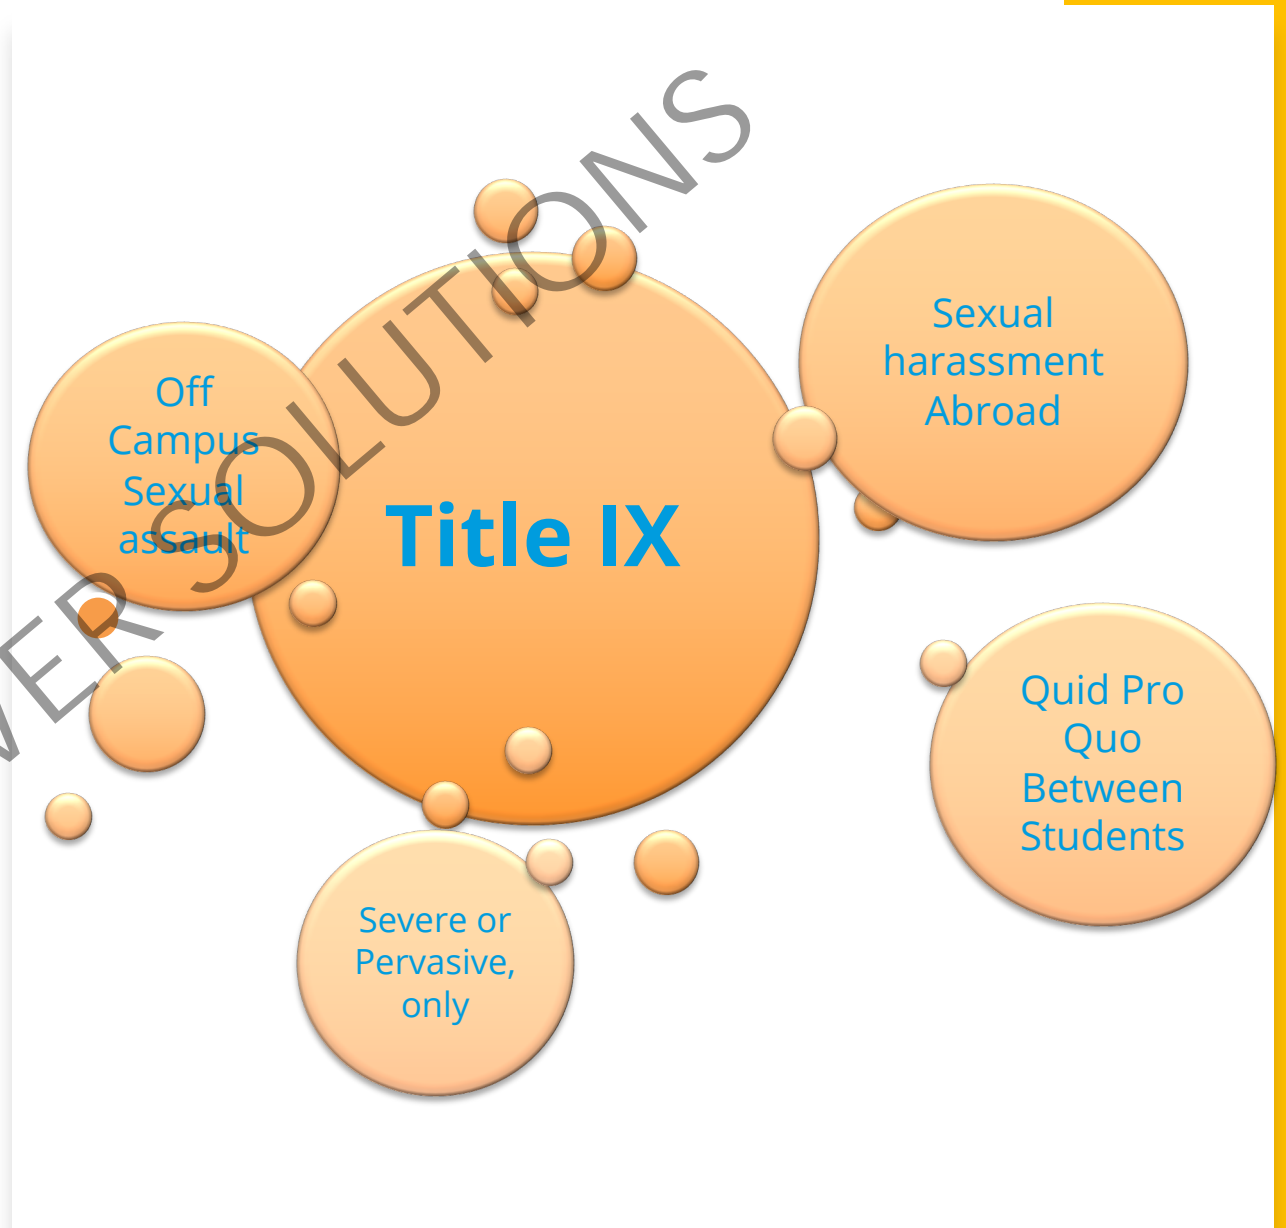 Title IX
Off
Campus
Sexual
assault
Sexual
harassment
Abroad
Quid Pro
Quo
Between
Students
Severe or
Pervasive,
only
VER SOLUTIONS